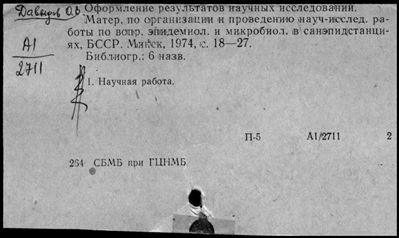 Давыдов О.В. Оформление результатов научных исследований.
Матер. по организации и проведению науч-исслед. ра-
боты по вопр. эпидемиол. и микробиол. в санэпидстанци-
ях, БССР. Минск, 1974, с. 18—27.
Библиогр.: 6 назв.
А1
2711
1. Научная работа.
П-5 А1/2711 2
264 СБМБ при ГЦНМБ